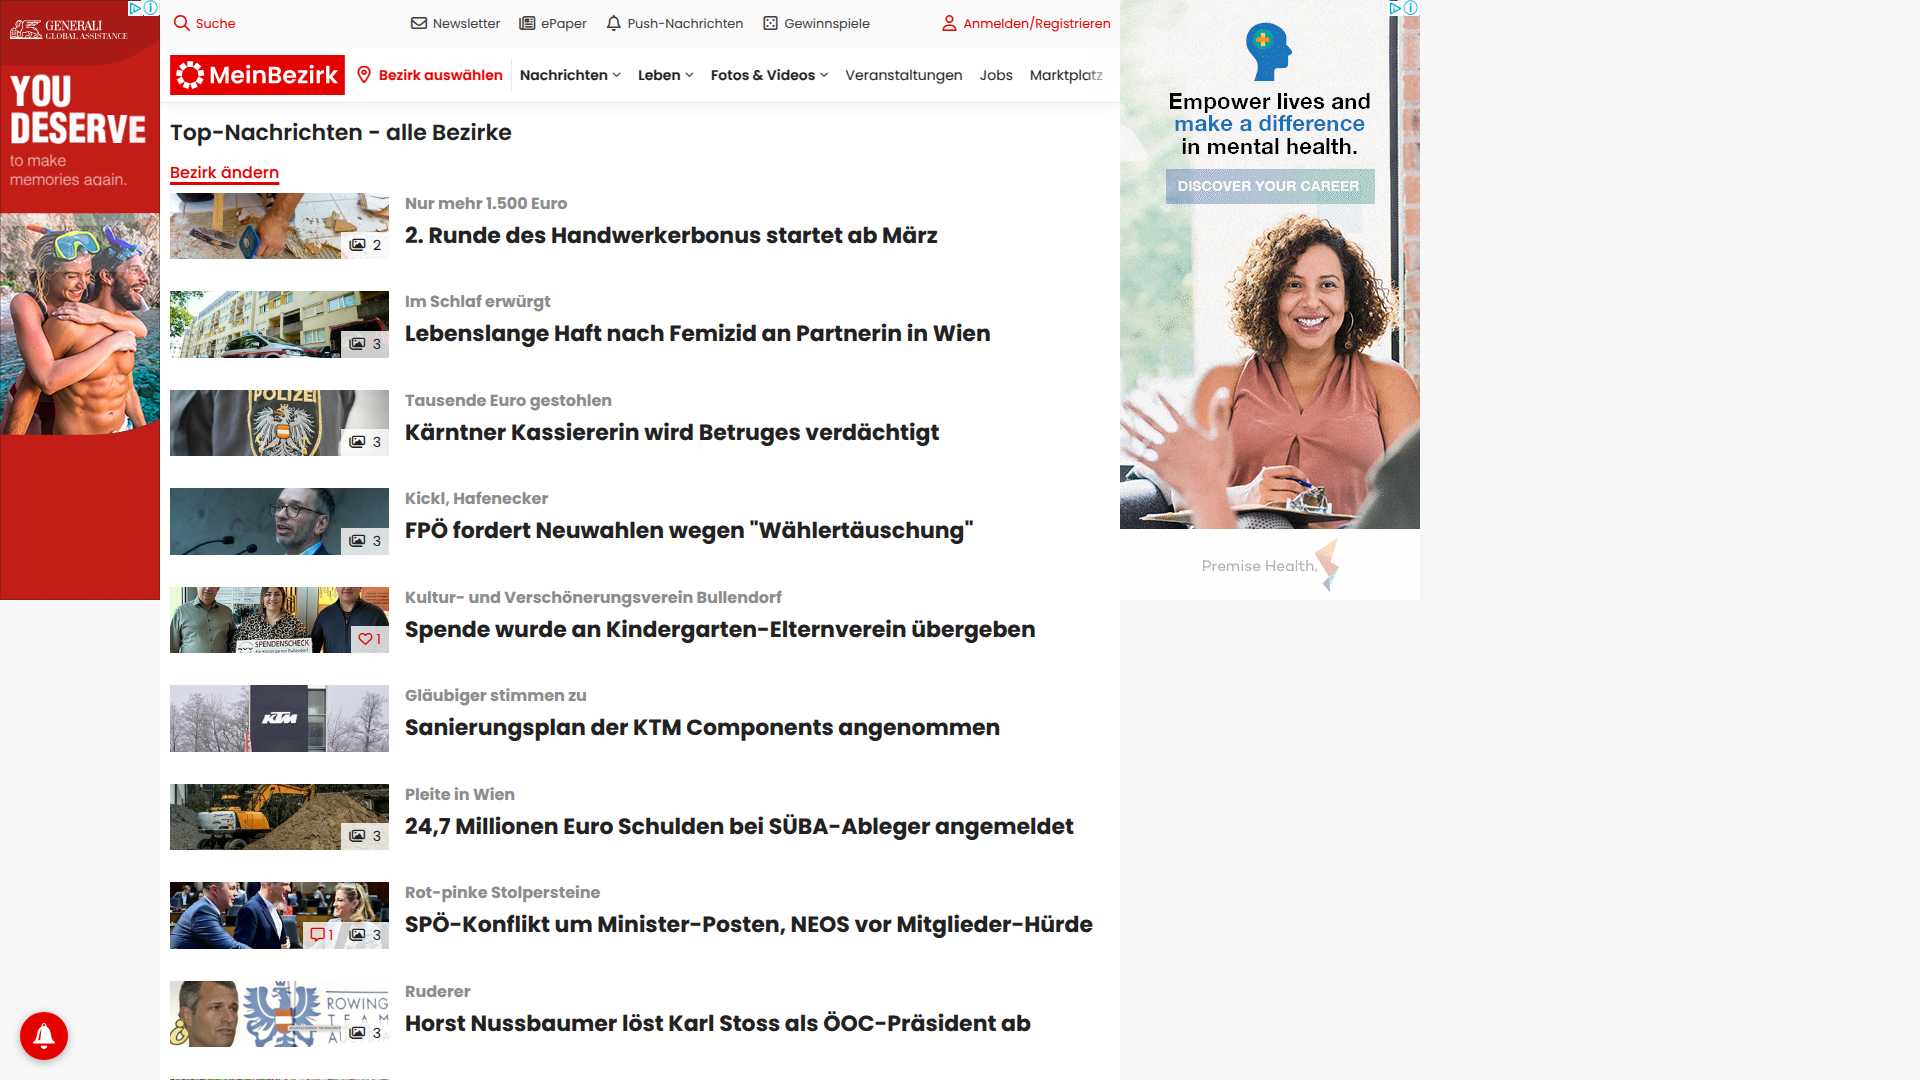 GENERALI
GLOBAL ASSISTANCE
YOU
DESERVE
to make
memories again.
Suche
Newsletter
ePaper
Push-Nachrichten
Gewinnspiele
Anmelden/Registrieren
MeinBezirk
Bezirk auswählen
Nachrichten
Leben
Fotos & Videos
Veranstaltungen
Jobs
Marktplatz
Top-Nachrichten - alle Bezirke
Bezirk ändern
2
Nur mehr 1.500 Euro
2. Runde des Handwerkerbonus startet ab März
3
Im Schlaf erwürgt
Lebenslange Haft nach Femizid an Partnerin in Wien
POLIZEI
3
Tausende Euro gestohlen
Kärntner Kassiererin wird Betruges verdächtigt
3
Kickl, Hafenecker
FPÖ fordert Neuwahlen wegen "Wählertäuschung"
SPENDENSCHECK
1
Kultur- und Verschönerungsverein Bullendorf
Spende wurde an Kindergarten-Elternverein übergeben
KTM
Gläubiger stimmen zu
Sanierungsplan der KTM Components angenommen
3
Pleite in Wien
24,7 Millionen Euro Schulden bei SÜBA-Ableger angemeldet
1
3
Rot-pinke Stolpersteine
SPÖ-Konflikt um Minister-Posten, NEOS vor Mitglieder-Hürde
ROWING
TEAM
3
Ruderer
Horst Nussbaumer löst Karl Stoss als ÖOC-Präsident ab
Empower lives and
make a difference
in mental health.
DISCOVER YOUR CAREER
Premise Health.